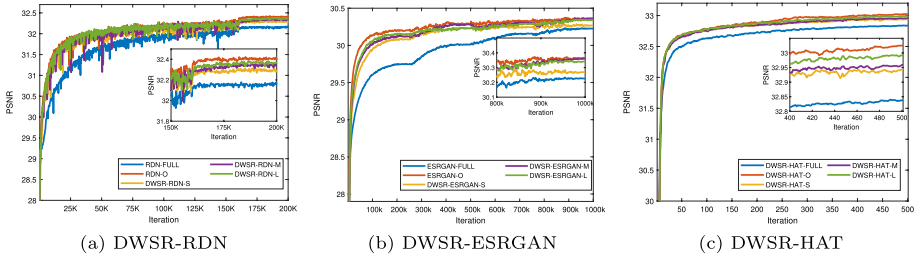 33
32.5
32
31.5
31
30.5
30
29.5
29
28.5
28
PSNR
32.6
32.4
32.2
32
31.8
PSNR
150K 175K 200K
Iteration
RDN-FULL
RDN-O
DWSR-RDN-S
DWSR-RDN-M
DWSR-RDN-L
25K 50K 75K 100K 125K 150K 175K 200K
Iteration
(a) DWSR-RDN
30.5
30
29.5
29
28.5
28
PSNR
30.5
30.4
30.3
30.2
30.1
PSNR
800k 900k 1000k
Iteration
ESRGAN-FULL
ESRGAN-O
DWSR-ESRGAN-S
DWSR-ESRGAN-M
DWSR-ESRGAN-L
100k 200k 300k 400k 500k 600k 700k 800k 900k 1000k
Iteration
(b) DWSR-ESRGAN
33
32.5
32
31.5
31
30.5
30
PSNR
33
32.95
32.9
32.85
32.8
PSNR
400 420 440 460 480 500
Iteration
DWSR-HAT-FULL
DWSR-HAT-O
DWSR-HAT-S
DWSR-HAT-M
DWSR-HAT-L
50 100 150 200 250 300 350 400 450 500
Iteration
(c) DWSR-HAT